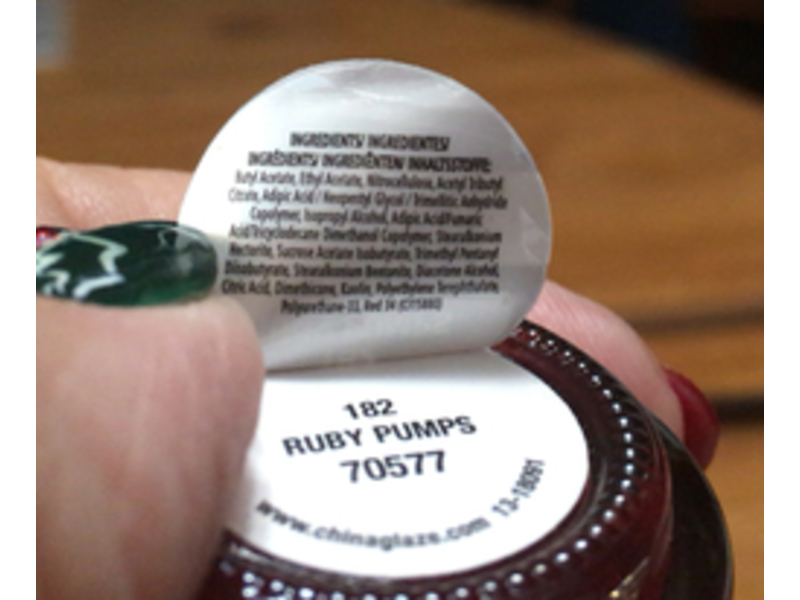 INGREDIENTS/ INGREDIENTES/
INGRÉDIENTS/ INGREDIËNTEN/ INHALTSSTOFFE:
Butyl Acetate, Ethyl Acetate, Nitrocellulose, Acetyl Tributyl
Citrate, Adipic Acid / Neopentyl Glycol / Trimellitic Anhydride
Copolymer, Isopropyl Alcohol, Adipic Acid/Fumaric
Acid/Tricyclodecane Dimethanol Copolymer, Stearalkonium
Hectorite, Sucrose Acetate Isobutyrate, Trimethyl Pentanyl
Diisobutyrate, Stearalkonium Bentonite, Diacetone Alcohol,
Citric Acid, Dimethicone, Kaolin, Polyethylene Terephthalate,
Polyurethane-33, Red 34 (CI15880)
182
RUBY PUMPS
70577
www.chinaglaze.com 13-18091